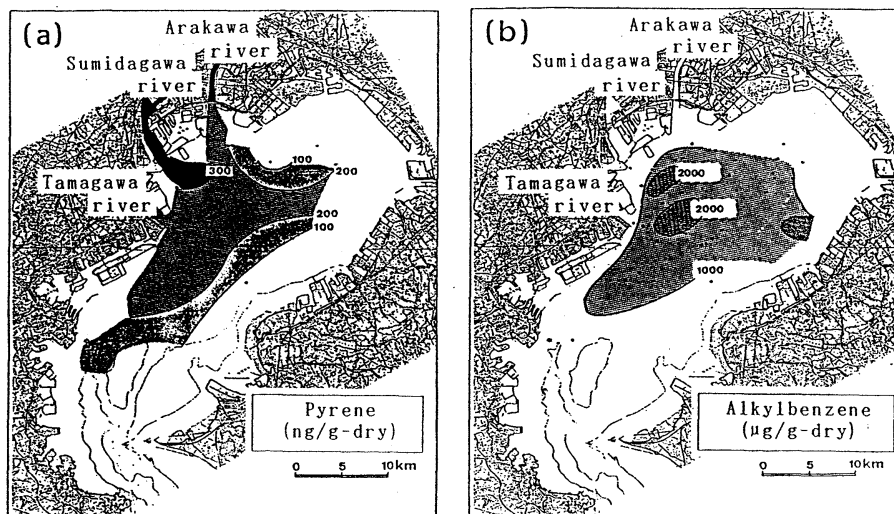 (a)
Arakawa
river
Sumidagawa
river
Tamagawa
river
300
100
200
200
100
Pyrene
(ng/g-dry)
0 5 10km
(b)
Arakawa
river
Sumidagawa
river
Tamagawa
river
2000
2000
1000
Alkylbenzene
(μg/g-dry)
0 5 10km